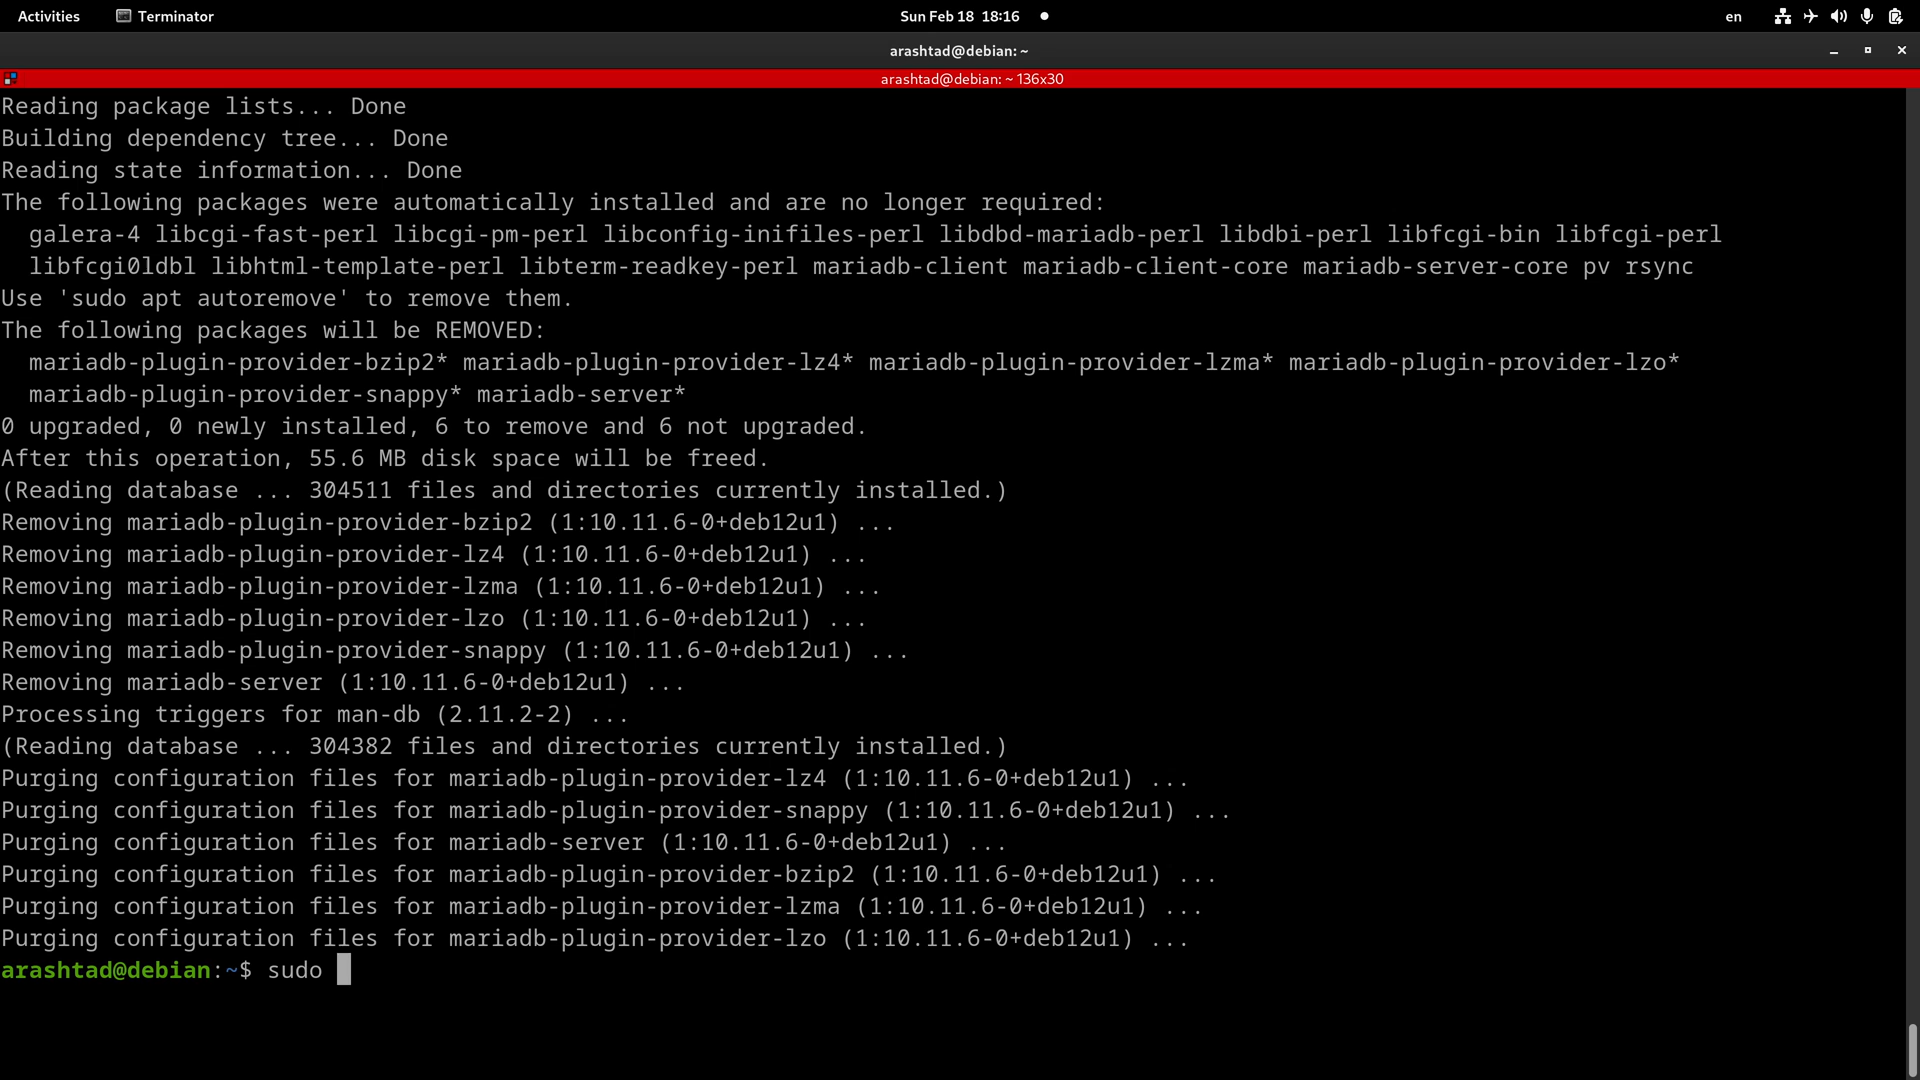 Activities Terminator Sun Feb 18 18:16 en
arashtad@debian: ~
arashtad@debian: ~ 136x30
Reading package lists... Done
Building dependency tree... Done
Reading state information... Done
The following packages were automatically installed and are no longer required:
  galera-4 libcgi-fast-perl libcgi-pm-perl libconfig-inifiles-perl libdbd-mariadb-perl libdbi-perl libfcgi-bin libfcgi-perl
  libfcgi0ldbl libhtml-template-perl libterm-readkey-perl mariadb-client mariadb-client-core mariadb-server-core pv rsync
Use 'sudo apt autoremove' to remove them.
The following packages will be REMOVED:
  mariadb-plugin-provider-bzip2* mariadb-plugin-provider-lz4* mariadb-plugin-provider-lzma* mariadb-plugin-provider-lzo*
  mariadb-plugin-provider-snappy* mariadb-server*
0 upgraded, 0 newly installed, 6 to remove and 6 not upgraded.
After this operation, 55.6 MB disk space will be freed.
(Reading database ... 304511 files and directories currently installed.)
Removing mariadb-plugin-provider-bzip2 (1:10.11.6-0+deb12u1) ...
Removing mariadb-plugin-provider-lz4 (1:10.11.6-0+deb12u1) ...
Removing mariadb-plugin-provider-lzma (1:10.11.6-0+deb12u1) ...
Removing mariadb-plugin-provider-lzo (1:10.11.6-0+deb12u1) ...
Removing mariadb-plugin-provider-snappy (1:10.11.6-0+deb12u1) ...
Removing mariadb-server (1:10.11.6-0+deb12u1) ...
Processing triggers for man-db (2.11.2-2) ...
(Reading database ... 304382 files and directories currently installed.)
Purging configuration files for mariadb-plugin-provider-lz4 (1:10.11.6-0+deb12u1) ...
Purging configuration files for mariadb-plugin-provider-snappy (1:10.11.6-0+deb12u1) ...
Purging configuration files for mariadb-server (1:10.11.6-0+deb12u1) ...
Purging configuration files for mariadb-plugin-provider-bzip2 (1:10.11.6-0+deb12u1) ...
Purging configuration files for mariadb-plugin-provider-lzma (1:10.11.6-0+deb12u1) ...
Purging configuration files for mariadb-plugin-provider-lzo (1:10.11.6-0+deb12u1) ...
arashtad@debian:~$ sudo